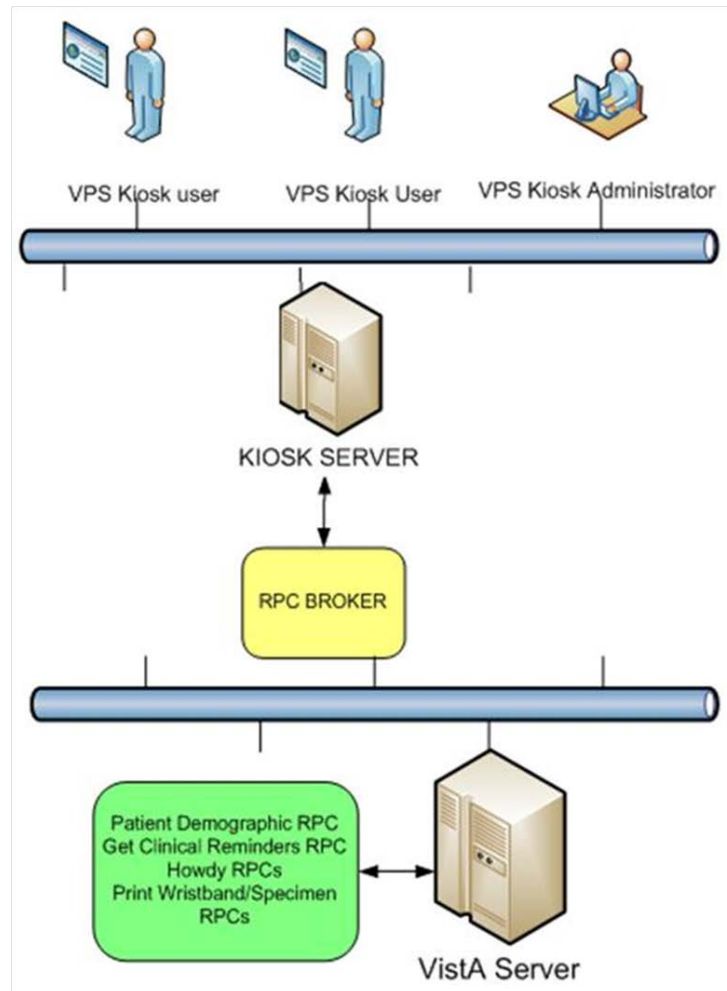 VPS Kiosk user
VPS Kiosk User
VPS Kiosk Administrator
KIOSK SERVER
RPC BROKER
Patient Demographic RPC
Get Clinical Reminders RPC
Howdy RPCs
Print Wristband/Specimen
RPCs
VistA Server